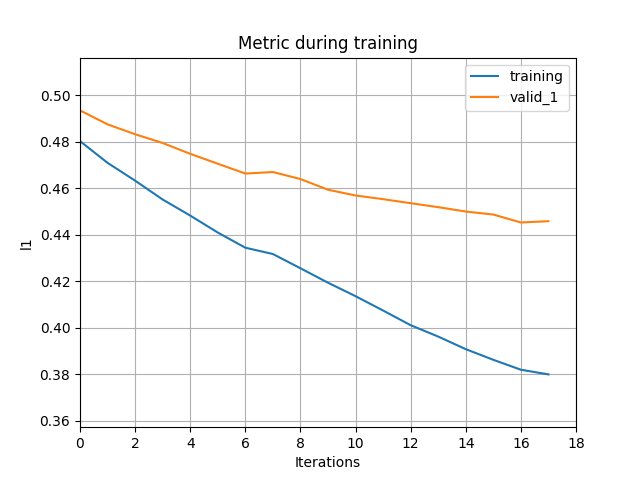 Metric during training
training
valid_1
0.50
0.48
0.46
0.44
0.42
0.40
0.38
0.36
l1
0 2 4 6 8 10 12 14 16 18
Iterations